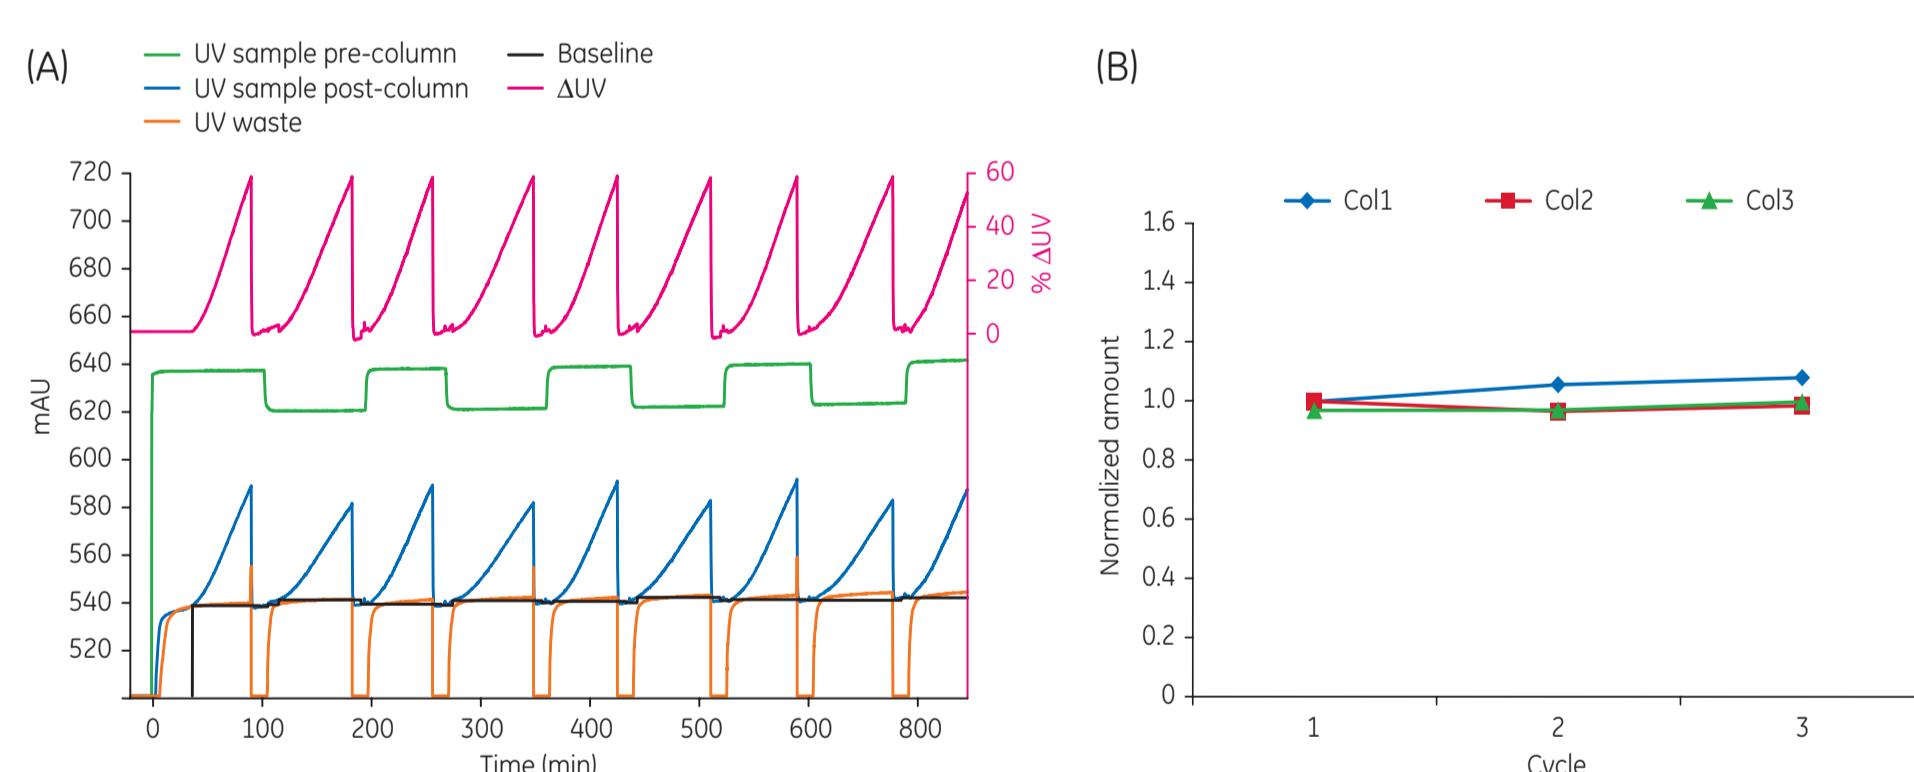 (A)
UV sample pre-column
Baseline
UV sample post-column
ΔUV
UV waste
720
700
680
660
640
620
600
580
560
540
520
mAU
60
40
20
0
% ΔUV
0 100 200 300 400 500 600 700 800
Time (min)
(B)
Col1 Col2 Col3
1.6
1.4
1.2
1.0
0.8
0.6
0.4
0.2
0
Normalized amount
1 2 3
Cycle